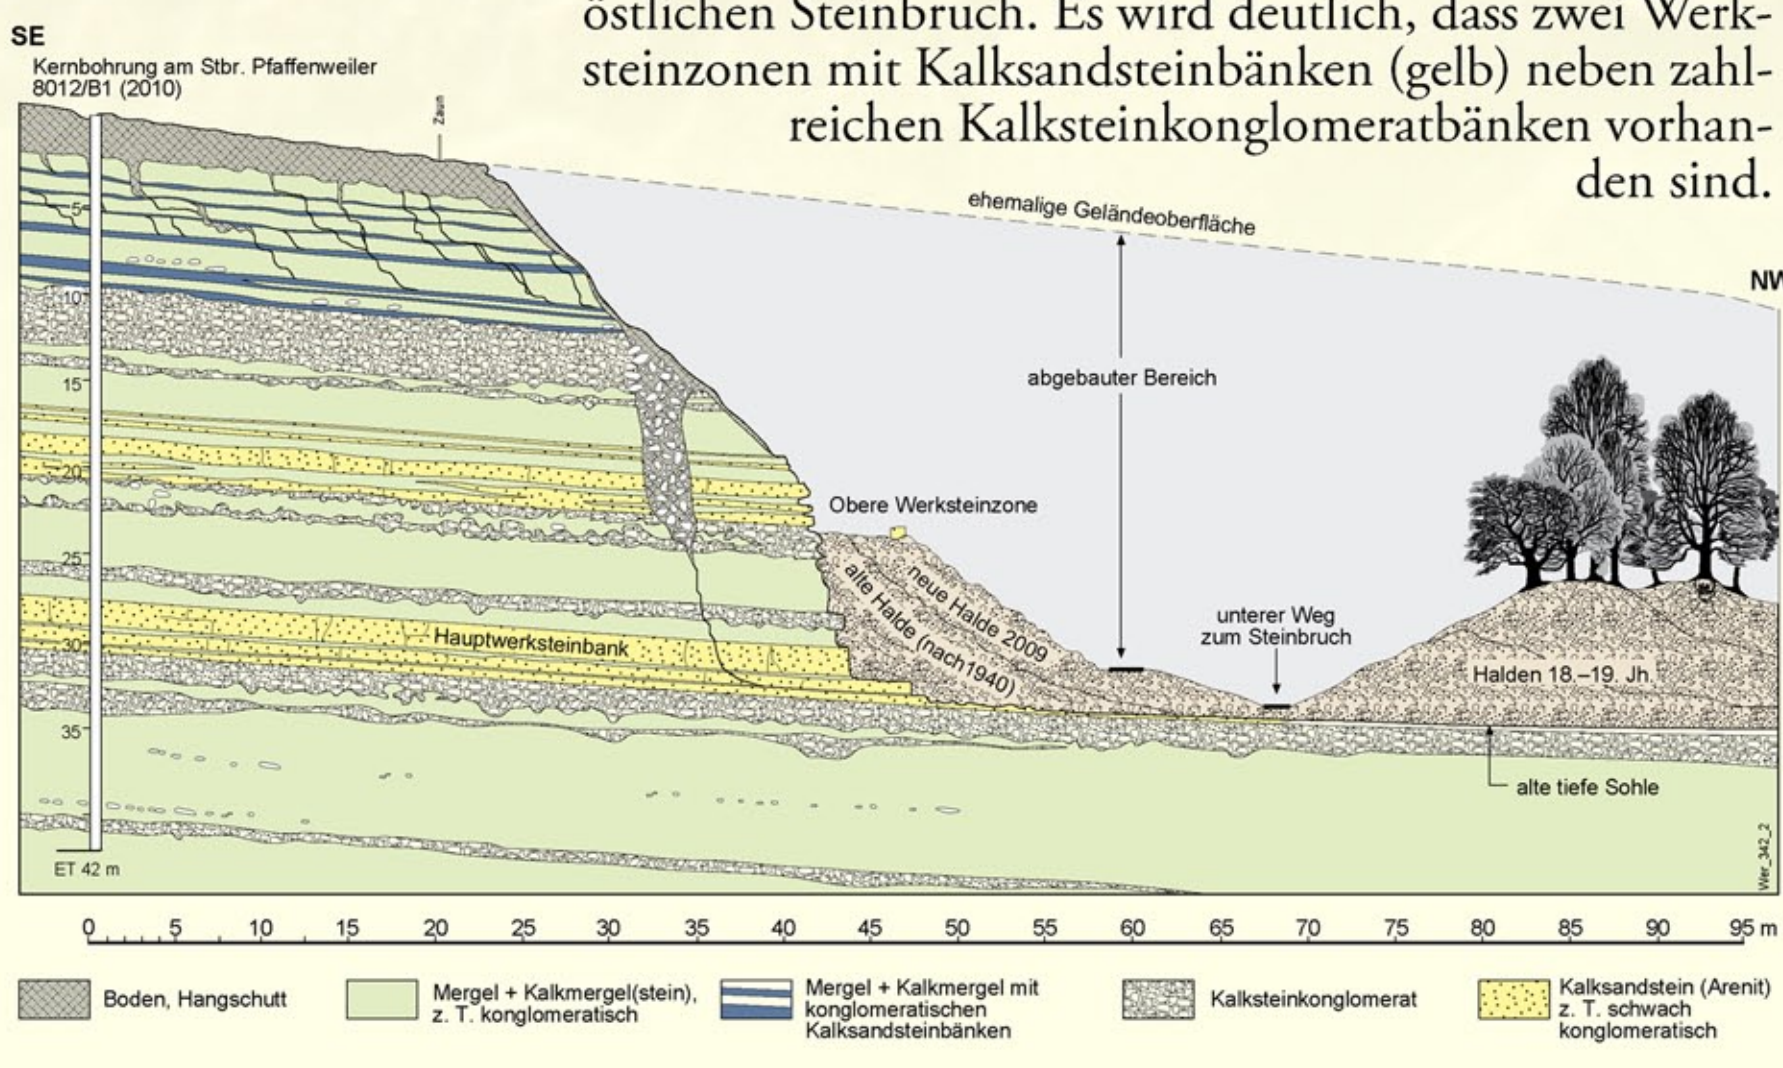 östlichen Steinbruch. Es wird deutlich, dass zwei Werk-
steinzonen mit Kalksandsteinbänken (gelb) neben zahl-
reichen Kalksteinkonglomeratbänken vorhan-
den sind.
SE
Kernbohrung am Stbr. Pfaffenweiler
8012/B1 (2010)
Zaun
ehemalige Geländeoberfläche
NW
5
10
abgebauter Bereich
15
20
Obere Werksteinzone
25
neue Halde 2009
alte Halde (nach1940)
unterer Weg
zum Steinbruch
30
Hauptwerksteinbank
Halden 18.–19. Jh.
35
alte tiefe Sohle
ET 42 m
Wer_342_2
0 5 10 15 20 25 30 35 40 45 50 55 60 65 70 75 80 85 90 95 m
Boden, Hangschutt
Mergel + Kalkmergel(stein),
z. T. konglomeratisch
Mergel + Kalkmergel mit
konglomeratischen
Kalksandsteinbänken
Kalksteinkonglomerat
Kalksandstein (Arenit)
z. T. schwach
konglomeratisch